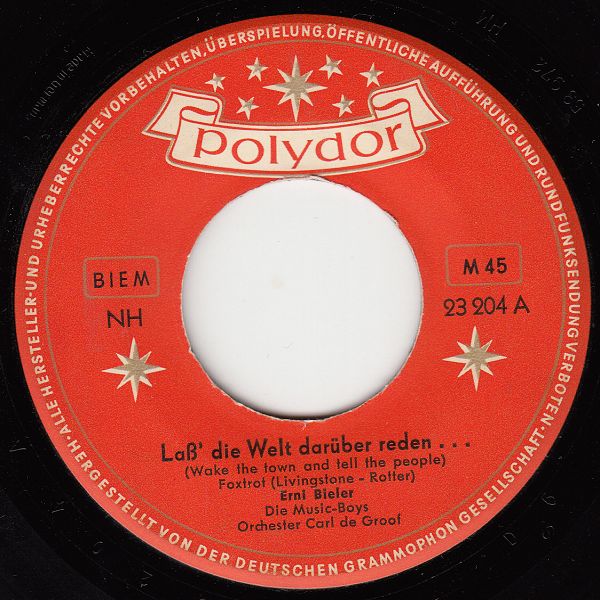 ALLE HERSTELLER-UND URHEBERRECHTE VORBEHALTEN, ÜBERSPIELUNG, ÖFFENTLICHE AUFFÜHRUNG UND RUNDFUNKSENDUNG VERBOTEN
polydor
BIEM
NH
M 45
23 204 A
Laß' die Welt darüber reden . . .
(Wake the town and tell the people)
Foxtrot (Livingstone - Rotter)
Erni Bieler
Die Music-Boys
Orchester Carl de Groof
· HERGESTELLT VON DER DEUTSCHEN GRAMMOPHON GESELLSCHAFT ·